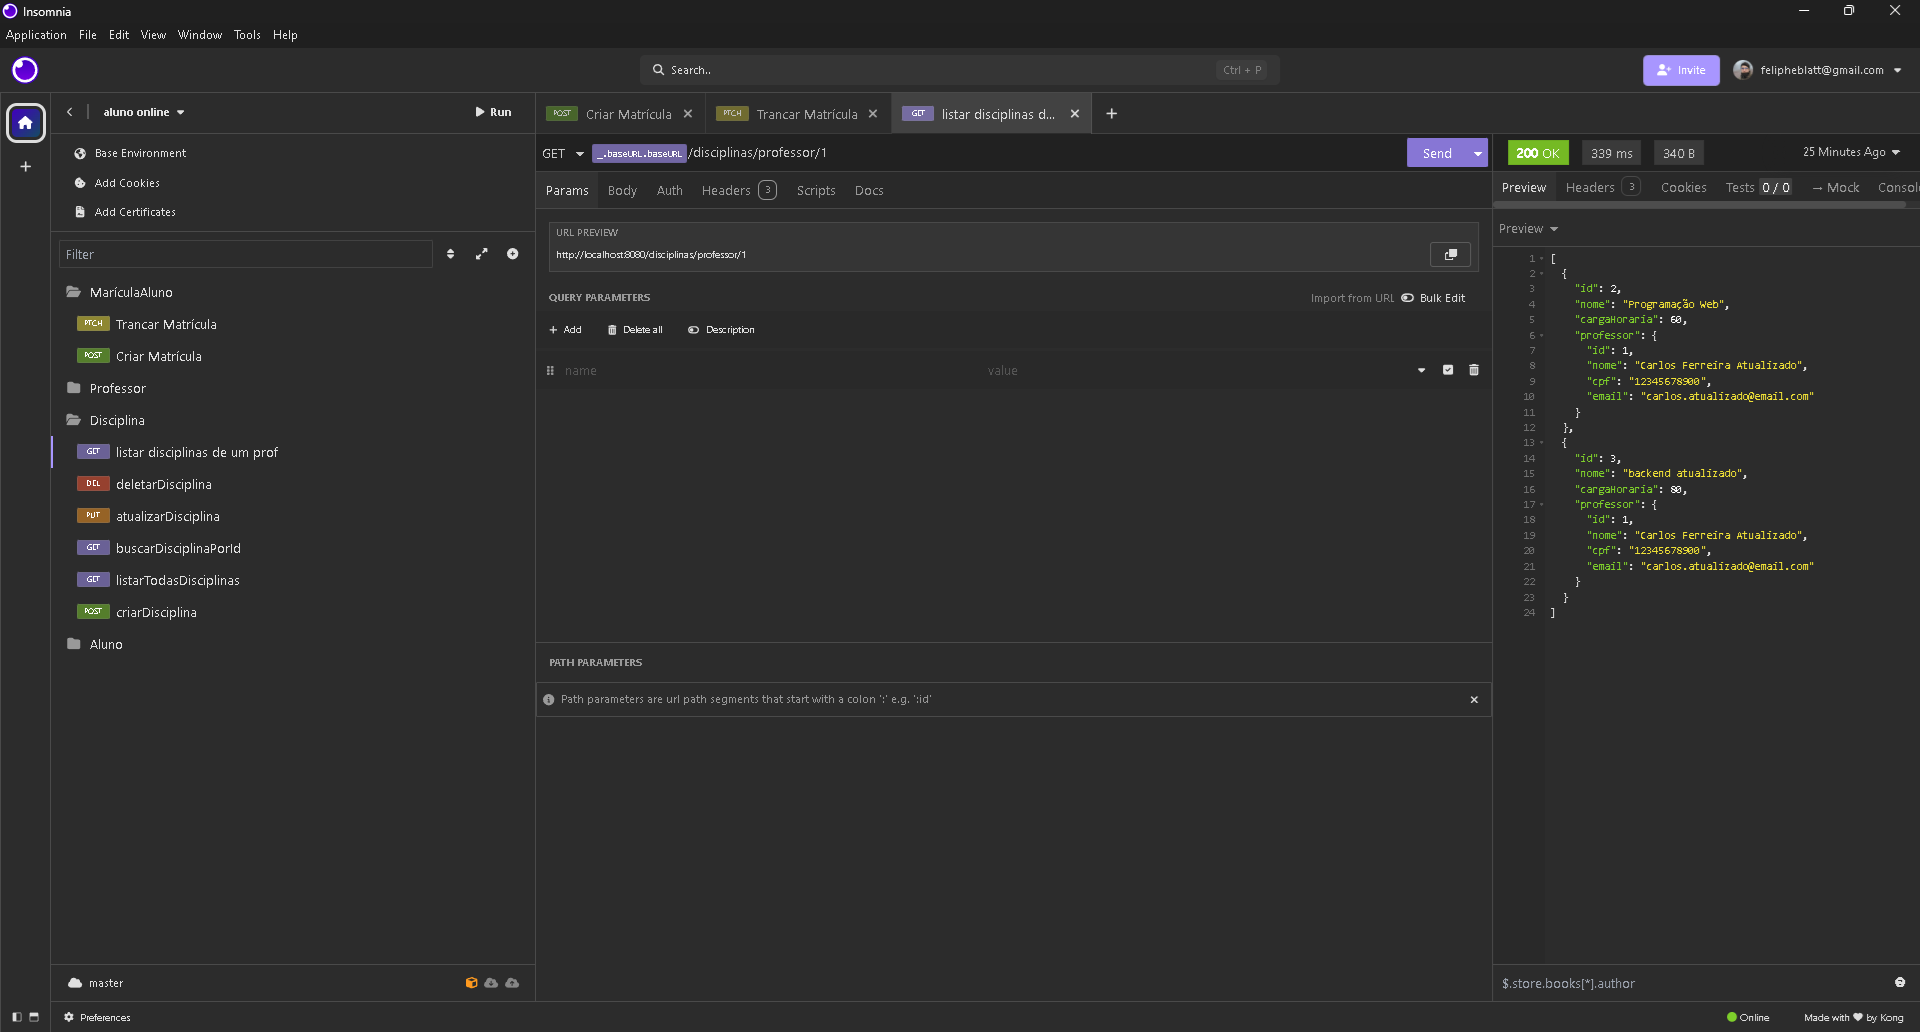 Insomnia
Application File Edit View Window Tools Help
Search.. Ctrl + P
Invite
felipheblatt@gmail.com
aluno online
Run
Base Environment
Add Cookies
Add Certificates
Filter
MarículaAluno
PTCH Trancar Matrícula
POST Criar Matrícula
Professor
Disciplina
GET listar disciplinas de um prof
DEL deletarDisciplina
PUT atualizarDisciplina
GET buscarDisciplinaPorId
GET listarTodasDisciplinas
POST criarDisciplina
Aluno
master
POST Criar Matrícula
PTCH Trancar Matrícula
GET listar disciplinas d...
GET _.baseURL.baseURL/disciplinas/professor/1
Send
Params Body Auth Headers 3 Scripts Docs
URL PREVIEW
http://localhost:8080/disciplinas/professor/1
QUERY PARAMETERS
Import from URL Bulk Edit
Add Delete all Description
name value
PATH PARAMETERS
Path parameters are url path segments that start with a colon ':' e.g. ':id'
200 OK 339 ms 340 B 25 Minutes Ago
Preview Headers 3 Cookies Tests 0 / 0 → Mock Consol
Preview
1 [
2 {
3 "id": 2,
4 "nome": "Programação Web",
5 "cargaHoraria": 60,
6 "professor": {
7 "id": 1,
8 "nome": "Carlos Ferreira Atualizado",
9 "cpf": "12345678900",
10 "email": "carlos.atualizado@email.com"
11 }
12 },
13 {
14 "id": 3,
15 "nome": "backend atualizado",
16 "cargaHoraria": 80,
17 "professor": {
18 "id": 1,
19 "nome": "Carlos Ferreira Atualizado",
20 "cpf": "12345678900",
21 "email": "carlos.atualizado@email.com"
22 }
23 }
24 ]
$.store.books[*].author
Preferences
Online
Made with ♥ by Kong